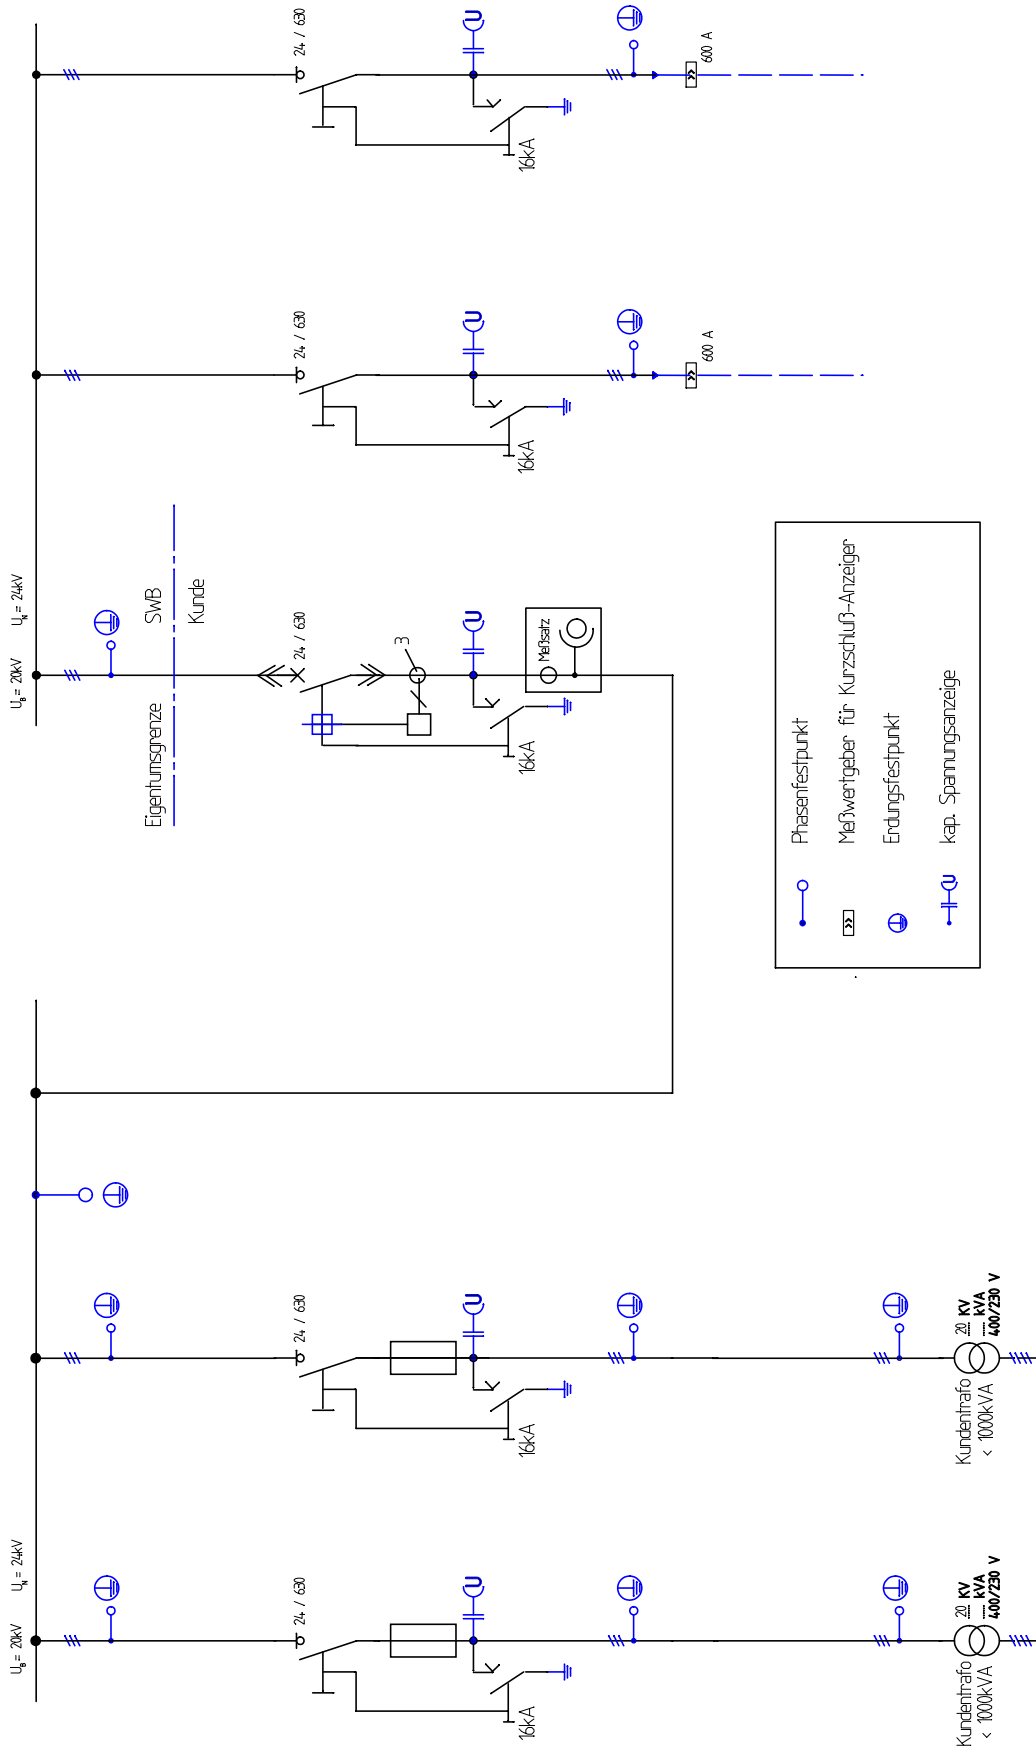 U_B = 20kV
U_N = 24kV
U_B = 20kV
U_N = 24kV
Eigentumsgrenze
SWB
Kunde
24 / 630
24 / 630
24 / 630
24 / 630
24 / 630
3
U
U
U
U
U
16kA
16kA
16kA
16kA
16kA
Meßsatz
600 A
600 A
Kundentrafo
< 1000kVA
20 KV
..... kVA
400/230 V
Kundentrafo
< 1000kVA
20 KV
..... kVA
400/230 V
Phasenfestpunkt
Meßwertgeber für Kurzschluß-Anzeiger
Erdungsfestpunkt
U
kap. Spannungsanzeige